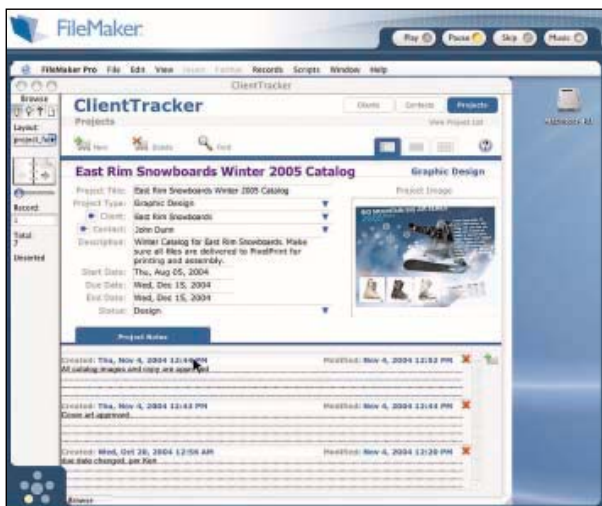 FileMaker
Play Pause Skip Music
FileMaker Pro File Edit View Insert Format Records Scripts Window Help
ClientTracker
Browse
Layout:
Record:
1
Total:
7
Unsorted
ClientTracker
Clients Contacts Projects
Projects
View Project List
New Delete Find
East Rim Snowboards Winter 2005 Catalog Graphic Design
Project Title: East Rim Snowboards Winter 2005 Catalog
Project Image
Project Type: Graphic Design
Client: East Rim Snowboards
Contact: John Dunn
Description: Winter Catalog for East Rim Snowboards. Make
sure all files are delivered to PixelPrint for
printing and assembly.
Start Date: Thu, Aug 05, 2004
Due Date: Wed, Dec 15, 2004
End Date: Wed, Dec 15, 2004
Status: Design
Project Notes
Created: Thu, Nov 4, 2004 12:44 PM Modified: Nov 4, 2004 12:52 PM
All catalog images and copy are approved
Created: Thu, Nov 4, 2004 12:43 PM Modified: Nov 4, 2004 12:44 PM
Cover art approved
Created: Wed, Oct 20, 2004 12:56 AM Modified: Nov 4, 2004 12:20 PM
due date changed, per Ken
Browse